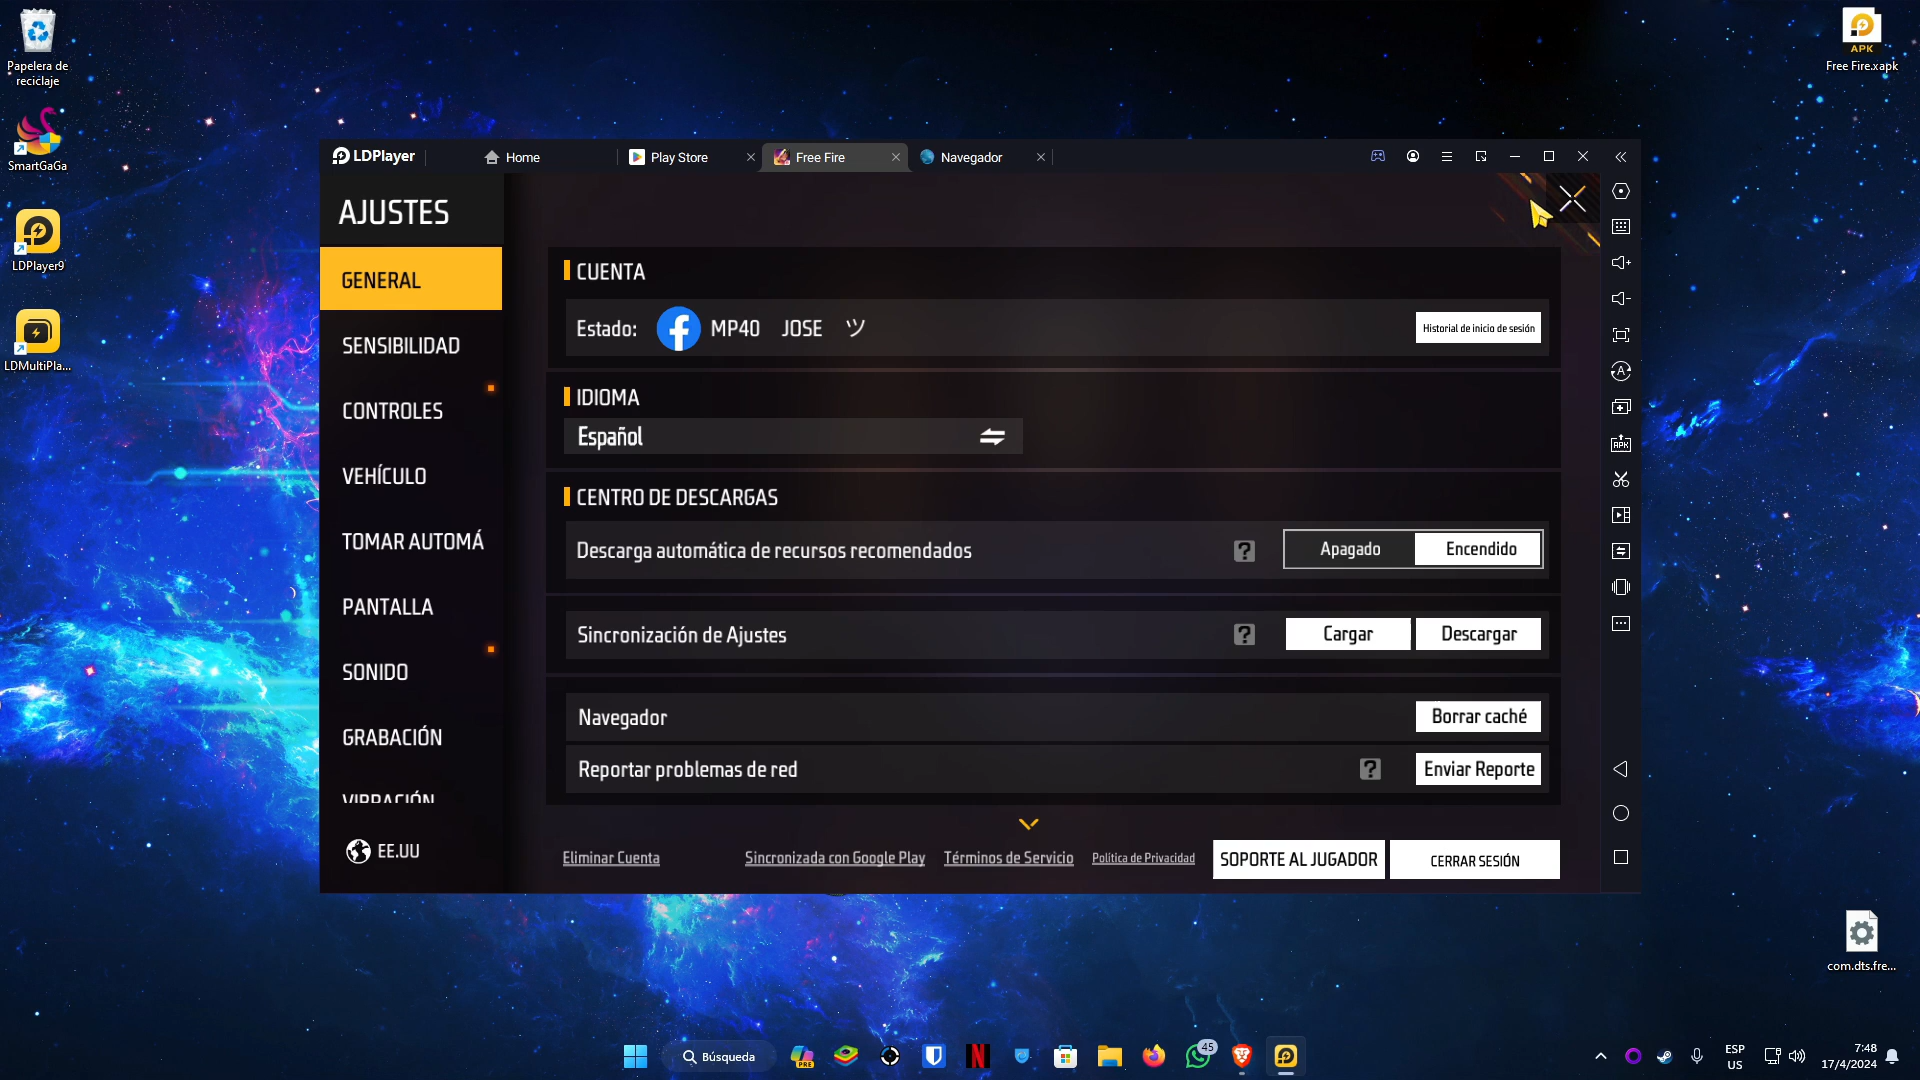 Papelera de
reciclaje
SmartGaGa
LDPlayer9
LDMultiPla...
APK
Free Fire.xapk
com.dts.fre...
LDPlayer
Home
Play Store
Free Fire
Navegador
AJUSTES
GENERAL
SENSIBILIDAD
CONTROLES
VEHÍCULO
TOMAR AUTOMÁ
PANTALLA
SONIDO
GRABACIÓN
VIBRACIÓN
EE.UU
CUENTA
Estado: MP40 JOSE ツ
Historial de inicio de sesión
IDIOMA
Español
CENTRO DE DESCARGAS
Descarga automática de recursos recomendados ? Apagado Encendido
Sincronización de Ajustes ? Cargar Descargar
Navegador Borrar caché
Reportar problemas de red ? Enviar Reporte
Eliminar Cuenta
Sincronizada con Google Play
Términos de Servicio
Política de Privacidad
SOPORTE AL JUGADOR
CERRAR SESIÓN
APK
Búsqueda
PRE
45
ESP
US
7:48
17/4/2024